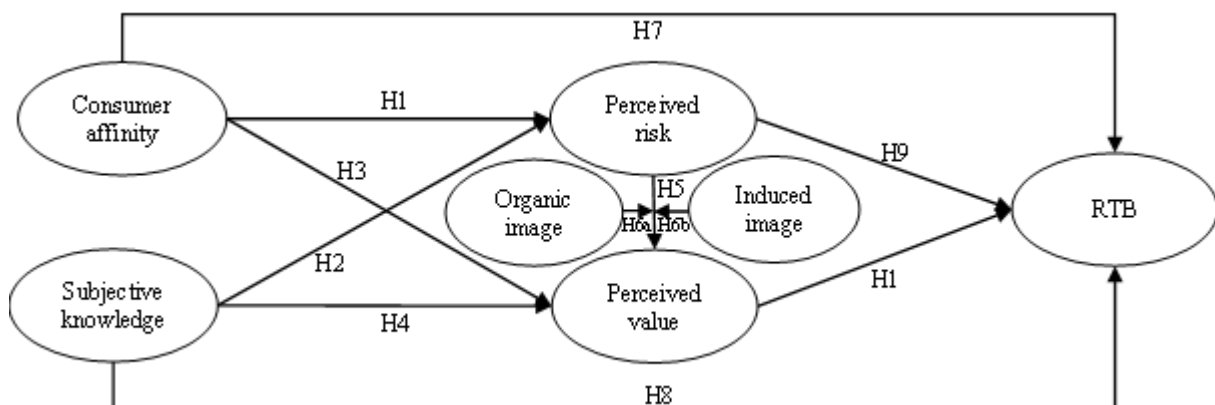 H7
Consumer
affinity
H1
Perceived
risk
H3
H9
Organic
image
H5
Induced
image
H6a
H6b
RTB
Subjective
knowledge
H2
H4
Perceived
value
H1
H8